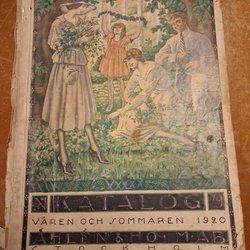 KATALOG
VÅREN OCH SOMMAREN 1920
ÅHLÉN & HOLM A.B.
STOCKHOLM